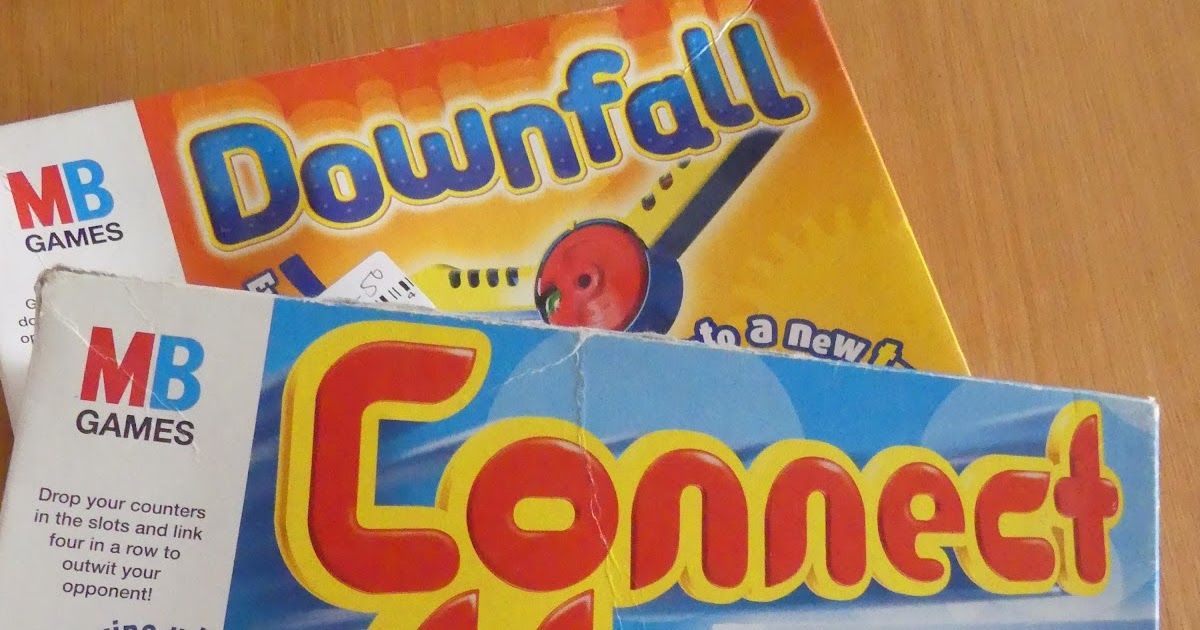 Downfall
MB
GAMES
to a new
MB
GAMES
Connect
Drop your counters
in the slots and link
four in a row to
outwit your
opponent!